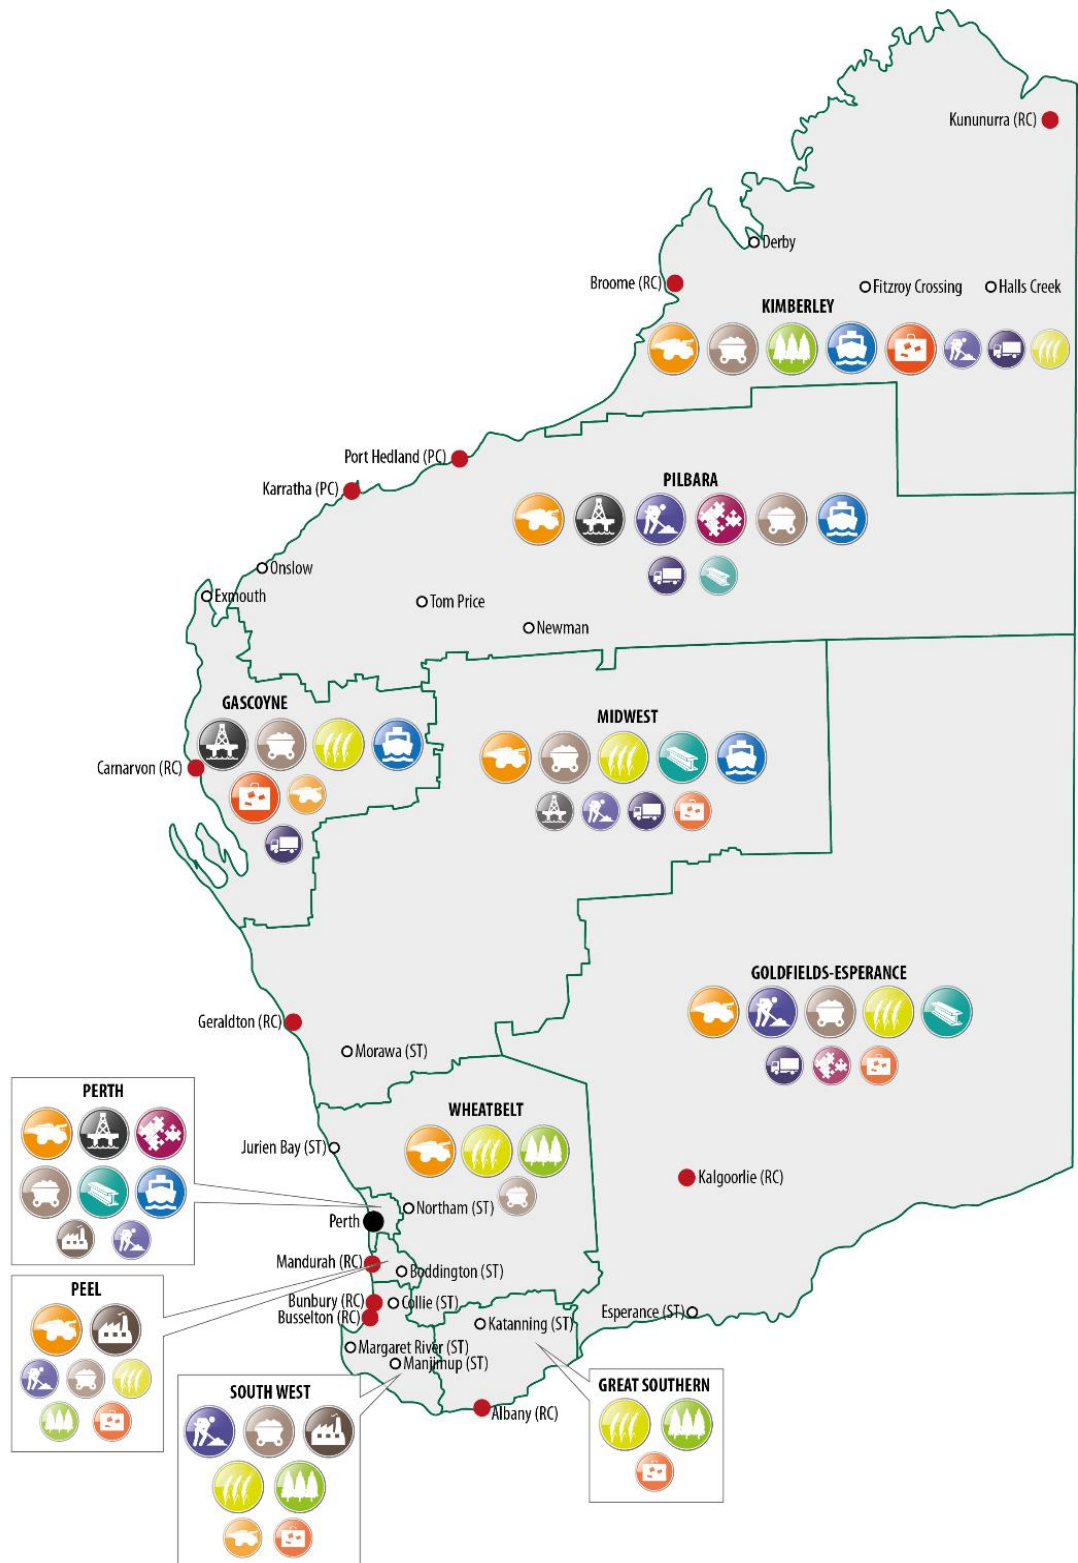 Kununurra (RC)
Derby
Broome (RC)
Fitzroy Crossing
Halls Creek
KIMBERLEY
Port Hedland (PC)
Karratha (PC)
PILBARA
Onslow
Exmouth
Tom Price
Newman
GASCOYNE
MIDWEST
Carnarvon (RC)
GOLDFIELDS-ESPERANCE
Geraldton (RC)
Morawa (ST)
PERTH
WHEATBELT
Jurien Bay (ST)
Kalgoorlie (RC)
Northam (ST)
Perth
Mandurah (RC)
Boddington (ST)
PEEL
Bunbury (RC)
Collie (ST)
Busselton (RC)
Esperance (ST)
Katanning (ST)
Margaret River (ST)
Manjimup (ST)
SOUTH WEST
GREAT SOUTHERN
Albany (RC)